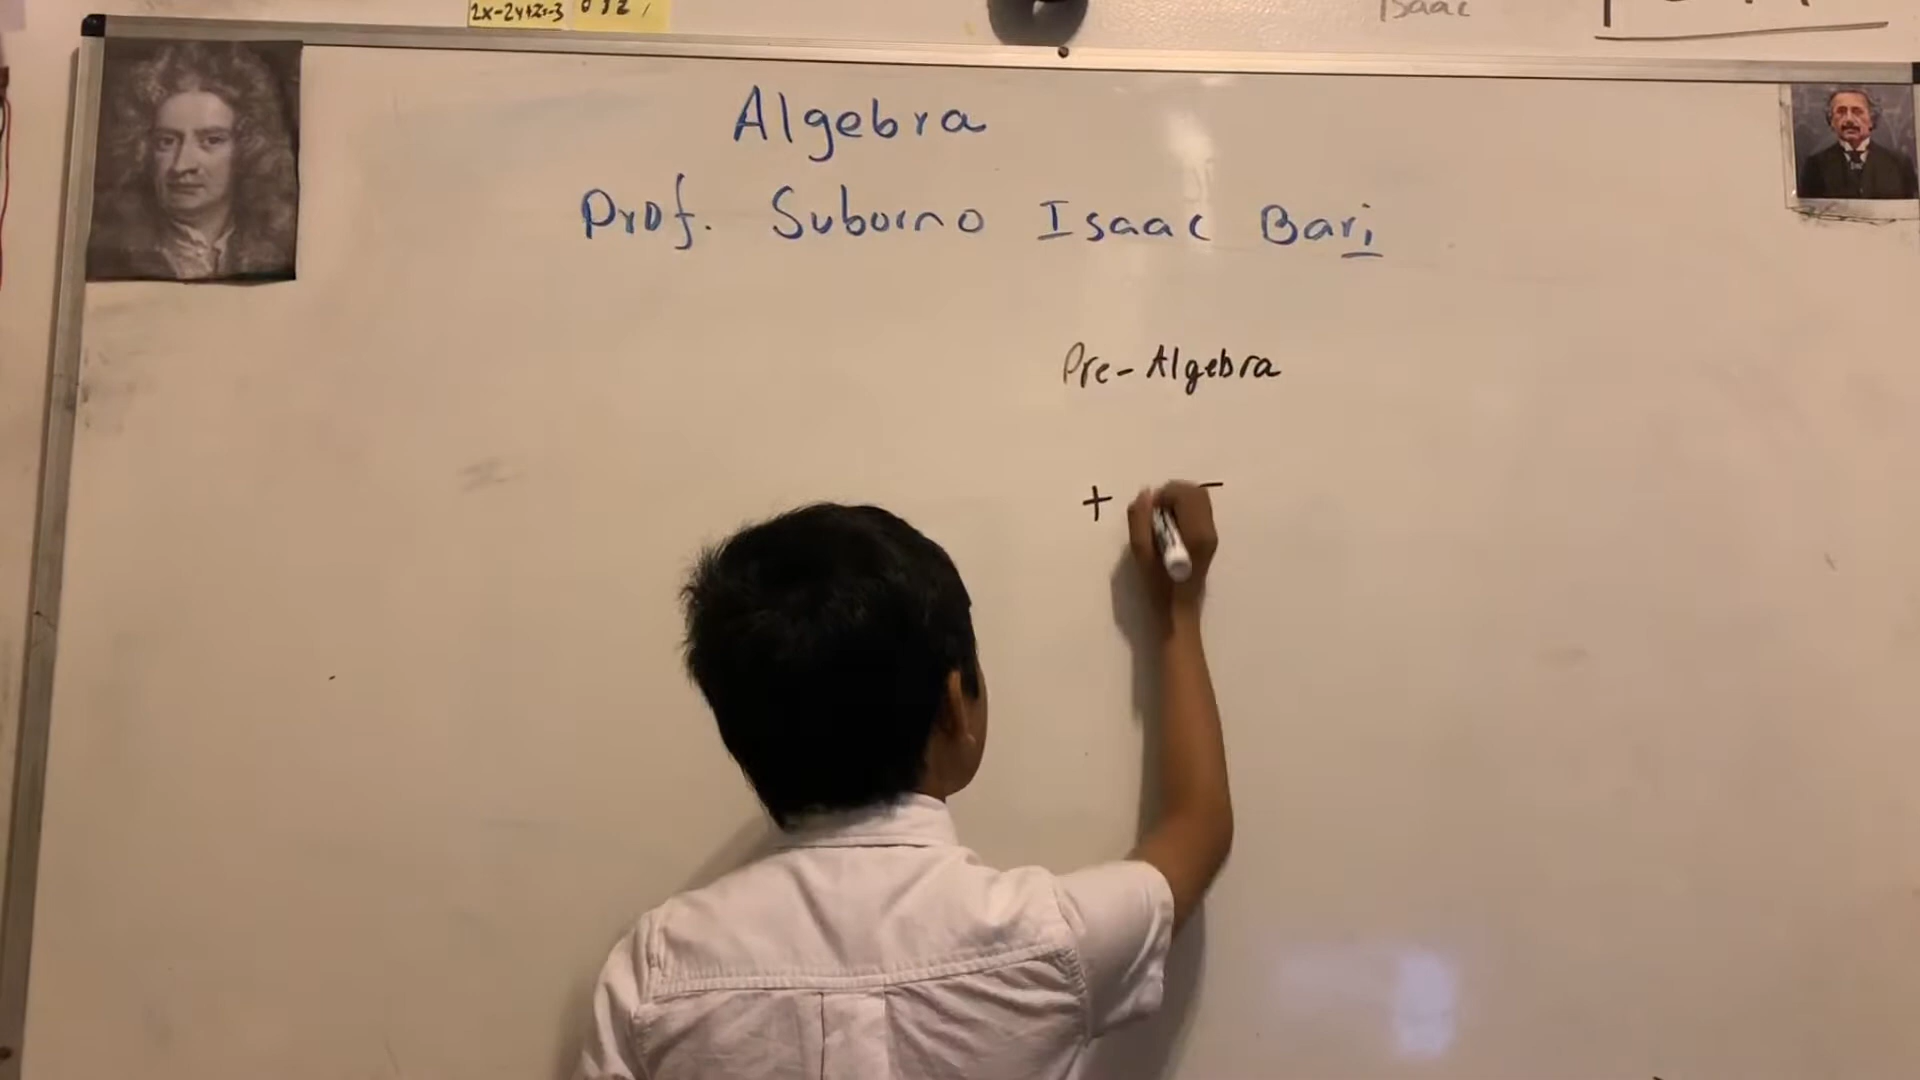 2x-2y+z=-3
Isaac
Algebra
Prof. Suborno Isaac Bari
Pre-Algebra
+ -